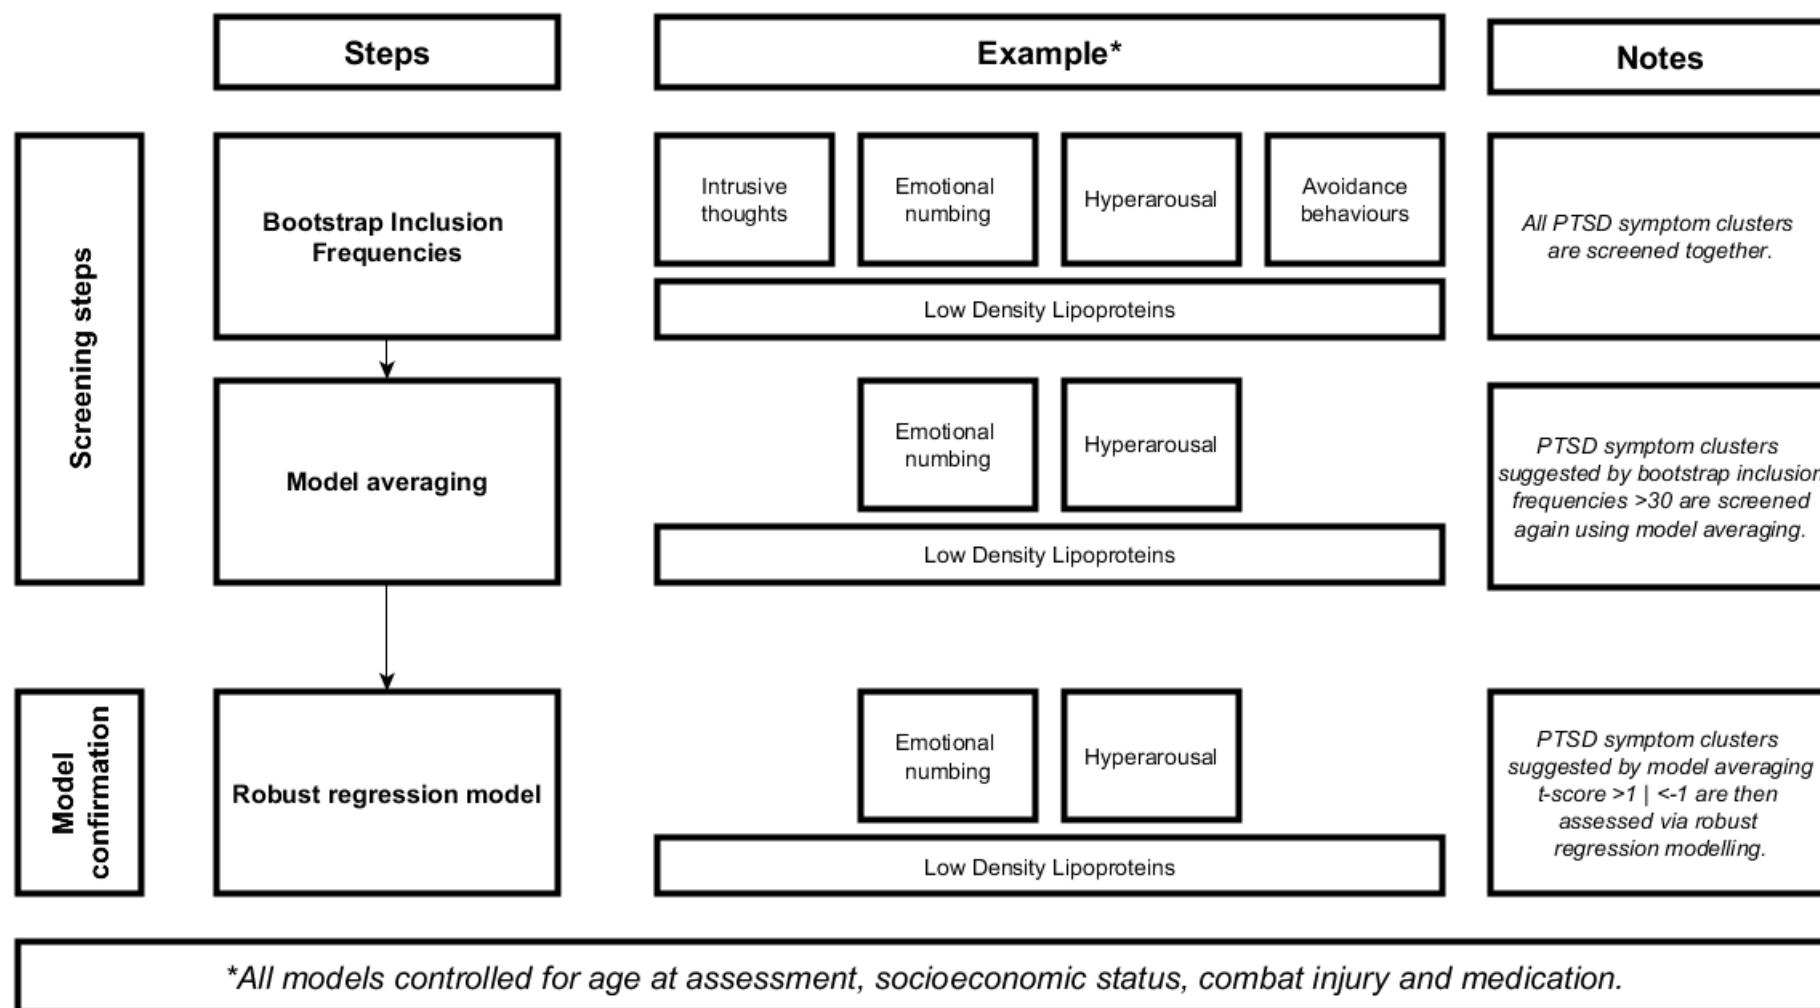 Steps
Example*
Notes
Screening steps
Bootstrap Inclusion
Frequencies
Intrusive
thoughts
Emotional
numbing
Hyperarousal
Avoidance
behaviours
Low Density Lipoproteins
All PTSD symptom clusters
are screened together.
Model averaging
Emotional
numbing
Hyperarousal
Low Density Lipoproteins
PTSD symptom clusters
suggested by bootstrap inclusion
frequencies >30 are screened
again using model averaging.
Model
confirmation
Robust regression model
Emotional
numbing
Hyperarousal
Low Density Lipoproteins
PTSD symptom clusters
suggested by model averaging
t-score >1 | <-1 are then
assessed via robust
regression modelling.
*All models controlled for age at assessment, socioeconomic status, combat injury and medication.